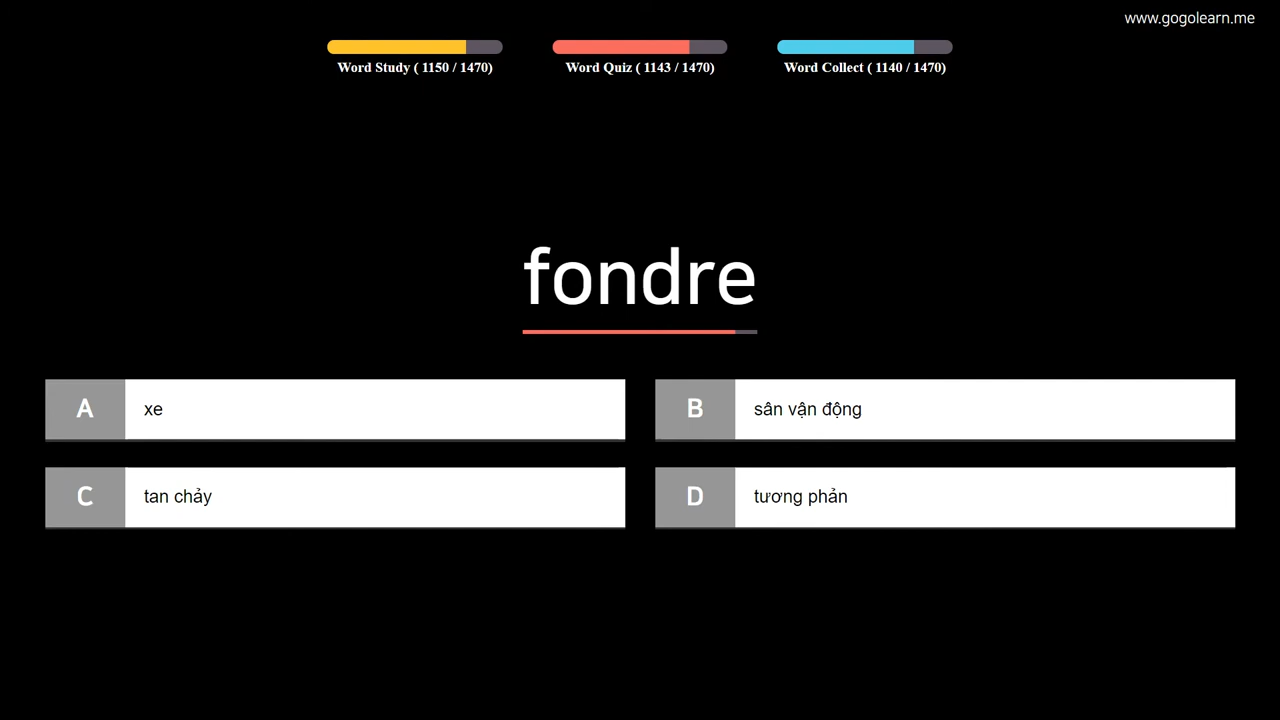 www.gogolearn.me
Word Study ( 1150 / 1470)
Word Quiz ( 1143 / 1470)
Word Collect ( 1140 / 1470)
fondre
A xe
B sân vận động
C tan chảy
D tương phản